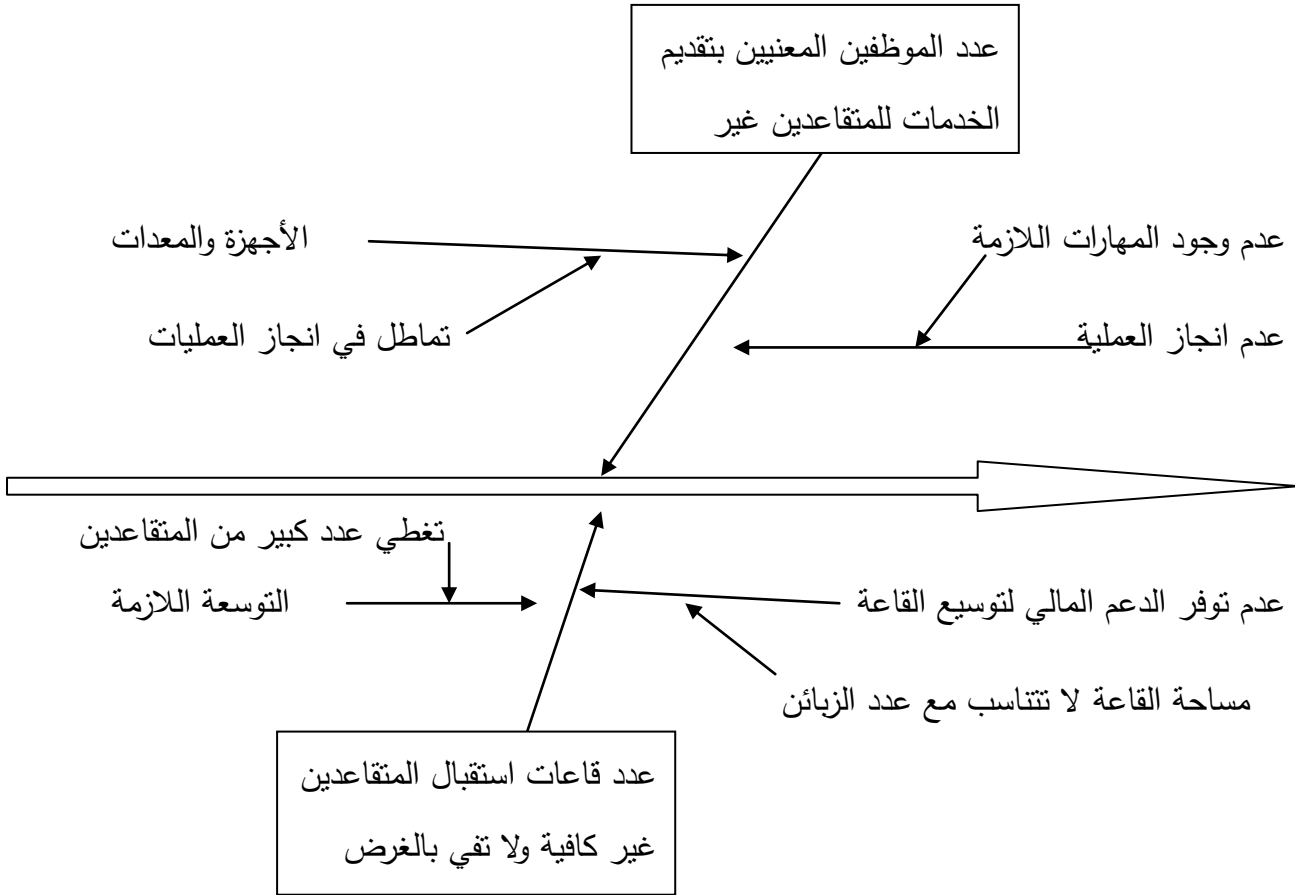 عدد الموظفين المعنيين بتقديم
الخدمات للمتقاعدين غير
عدم وجود المهارات اللازمة
الأجهزة والمعدات
عدم انجاز العملية
تماطل في انجاز العمليات
تغطي عدد كبير من المتقاعدين
عدم توفر الدعم المالي لتوسيع القاعة
التوسعة اللازمة
مساحة القاعة لا تتناسب مع عدد الزبائن
عدد قاعات استقبال المتقاعدين
غير كافية ولا تفي بالغرض